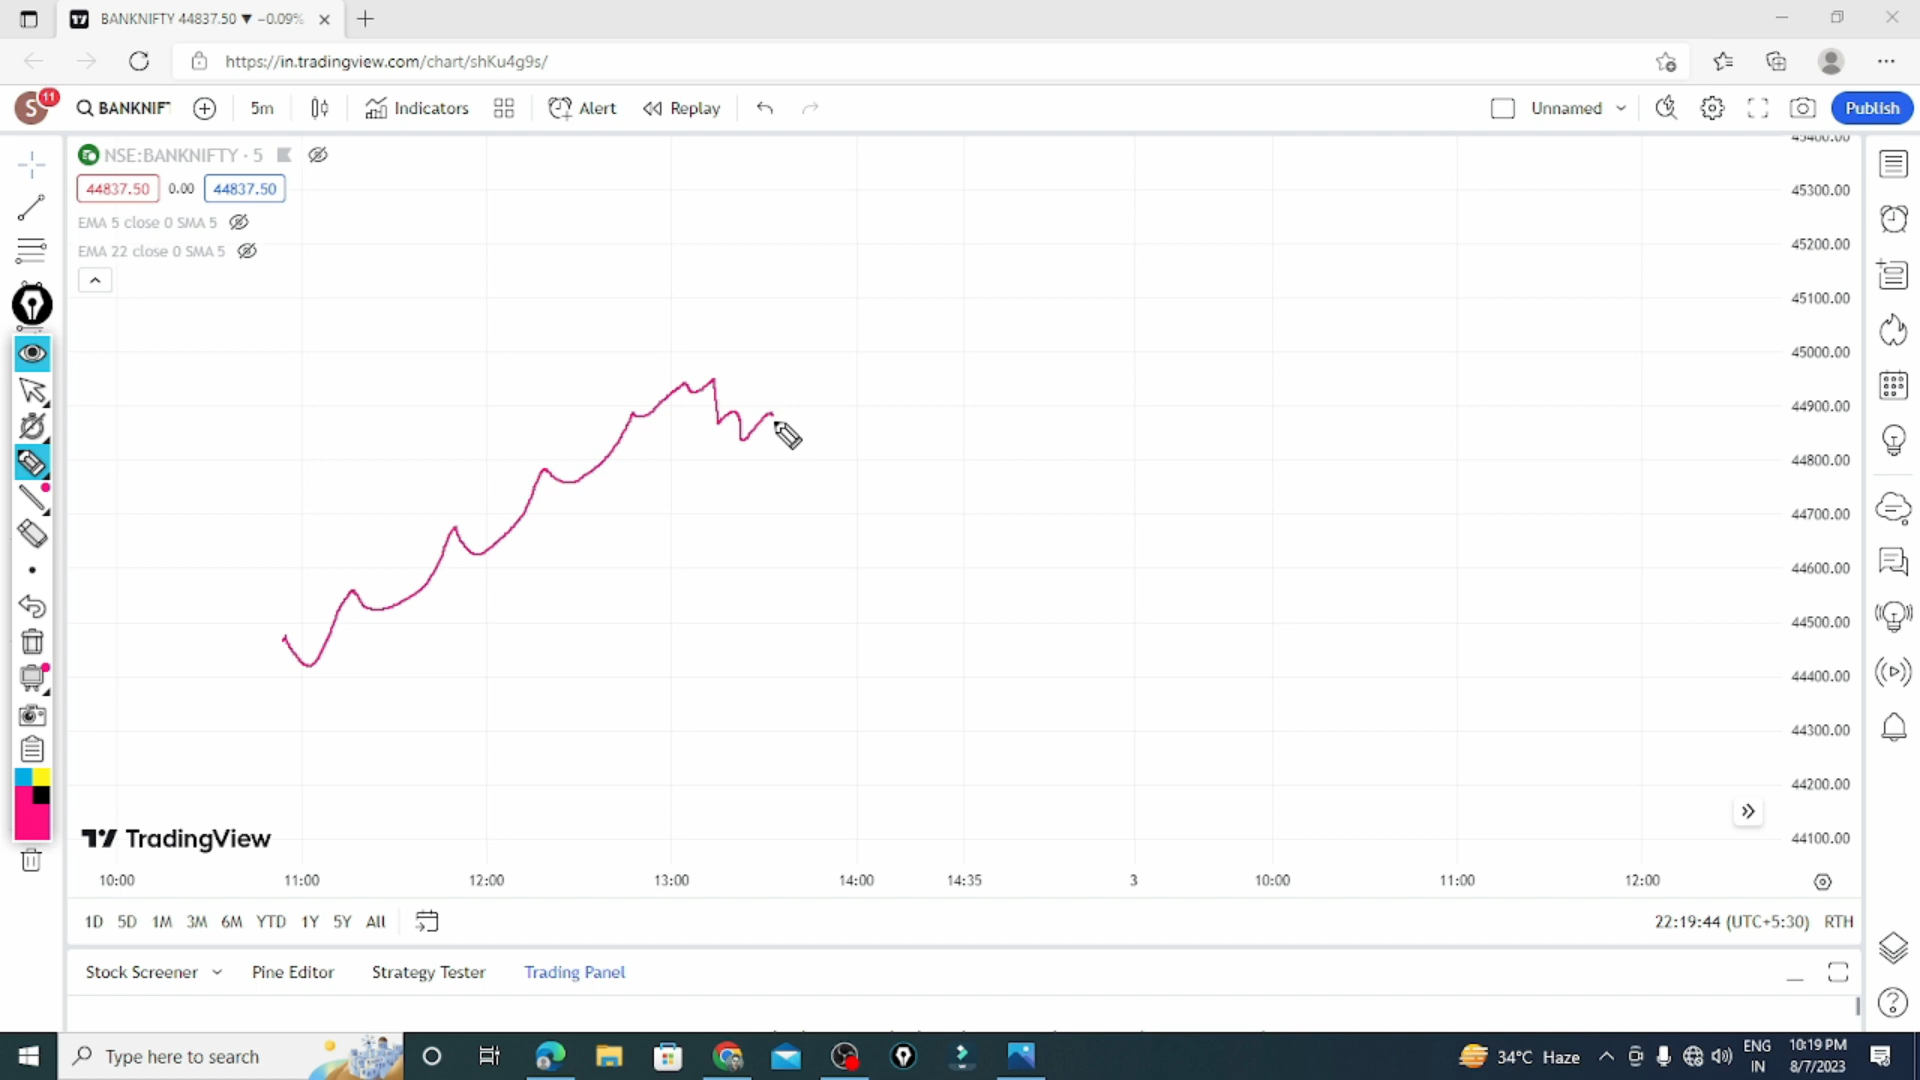 BANKNIFTY 44837.50 ▼ −0.09%
https://in.tradingview.com/chart/shKu4g9s/
S 11 BANKNIF 5m Indicators Alert Replay Unnamed Publish
NSE:BANKNIFTY · 5
44837.50 0.00 44837.50
EMA 5 close 0 SMA 5
EMA 22 close 0 SMA 5
45400.00
45300.00
45200.00
45100.00
45000.00
44900.00
44800.00
44700.00
44600.00
44500.00
44400.00
44300.00
44200.00
44100.00
TradingView
10:00 11:00 12:00 13:00 14:00 14:35 3 10:00 11:00 12:00
1D 5D 1M 3M 6M YTD 1Y 5Y All 22:19:44 (UTC+5:30) RTH
Stock Screener Pine Editor Strategy Tester Trading Panel
Type here to search 34°C Haze ENG IN 10:19 PM 8/7/2023